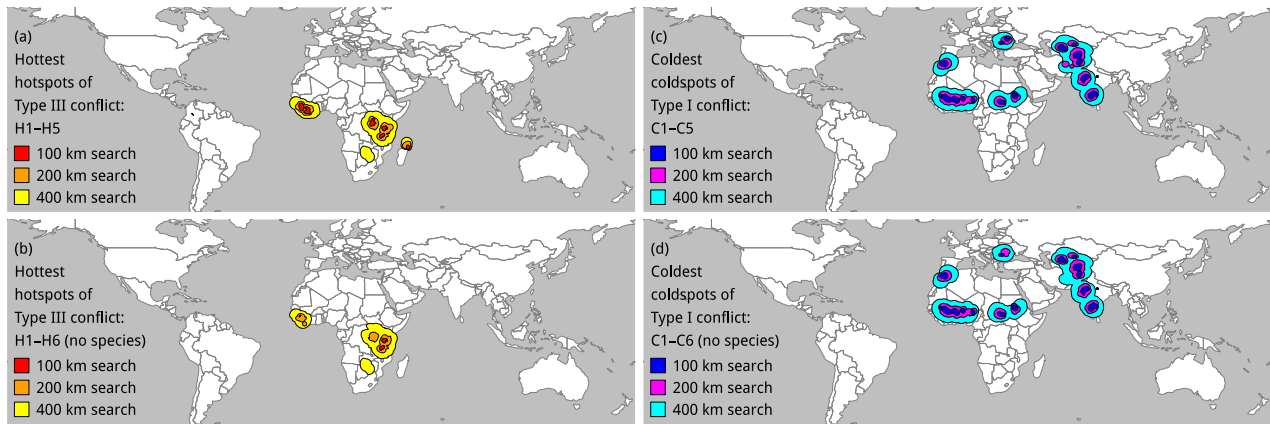 (a)
Hottest
hotspots of
Type III conflict:
H1–H5
100 km search
200 km search
400 km search
(b)
Hottest
hotspots of
Type III conflict:
H1–H6 (no species)
100 km search
200 km search
400 km search
(c)
Coldest
coldspots of
Type I conflict:
C1–C5
100 km search
200 km search
400 km search
(d)
Coldest
coldspots of
Type I conflict:
C1–C6 (no species)
100 km search
200 km search
400 km search